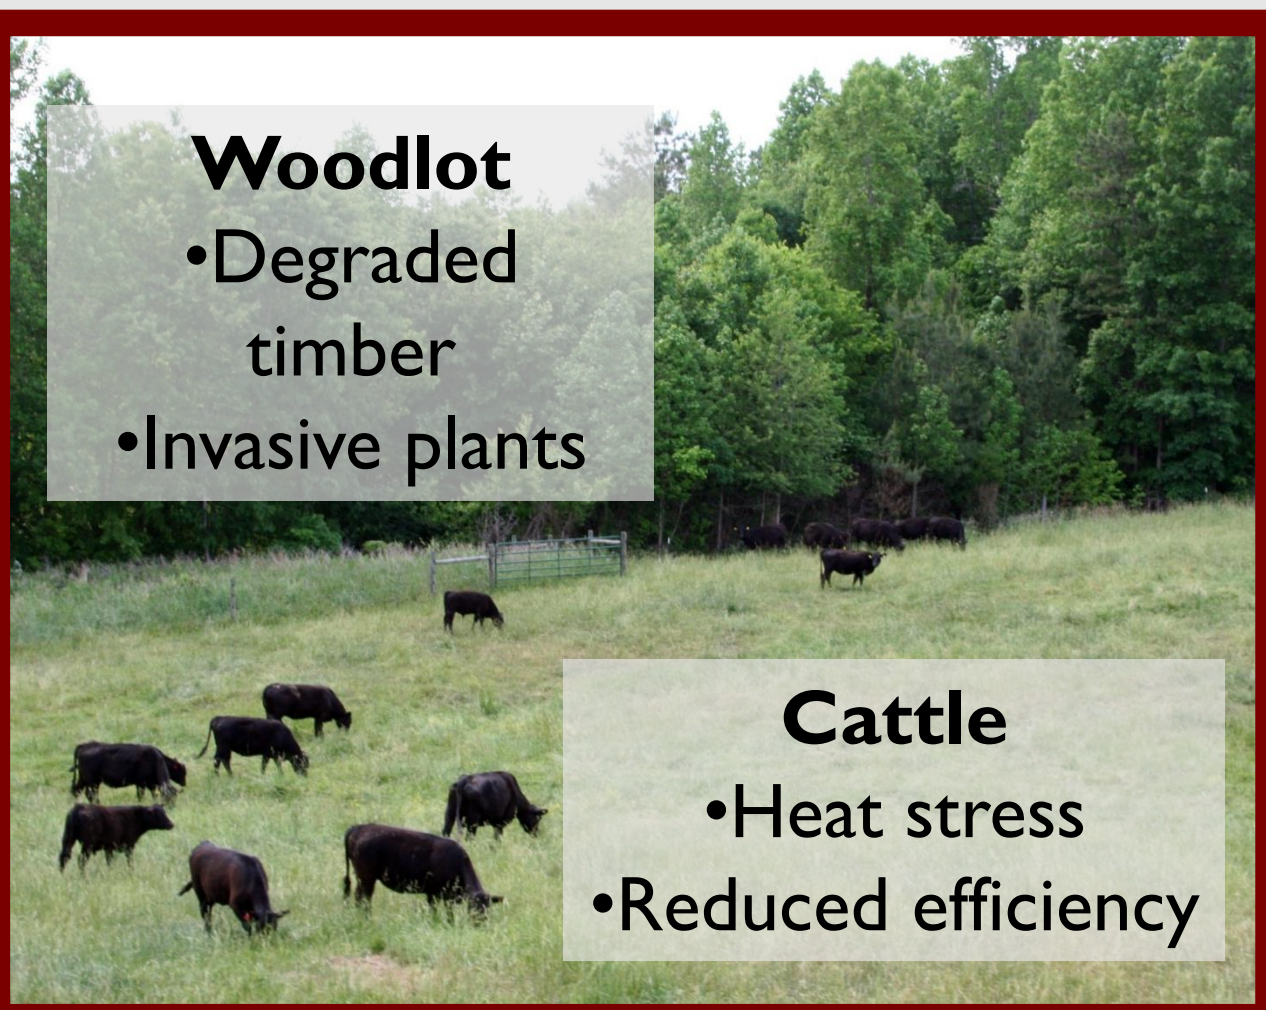 Woodlot
•Degraded
timber
•Invasive plants
Cattle
•Heat stress
•Reduced efficiency